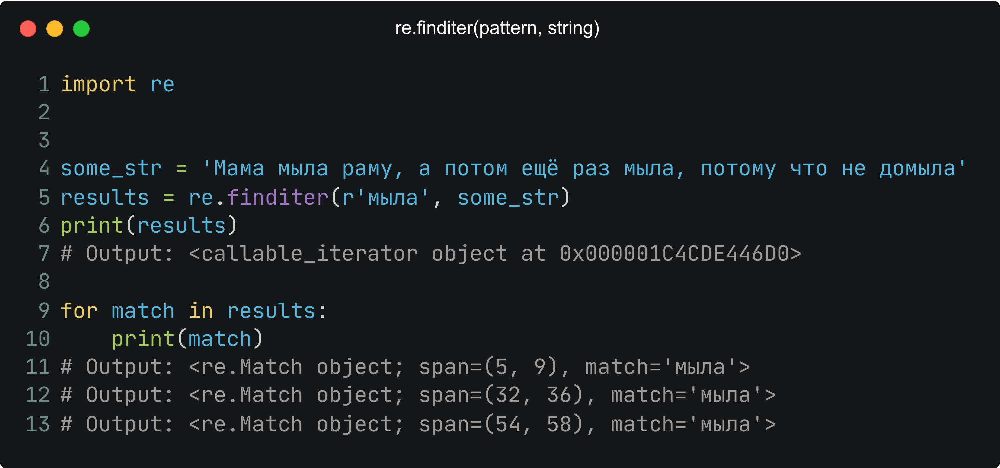 re.finditer(pattern, string)
1 import re
2
3
4 some_str = 'Мама мыла раму, а потом ещё раз мыла, потому что не домыла'
5 results = re.finditer(r'мыла', some_str)
6 print(results)
7 # Output: <callable_iterator object at 0x000001C4CDE446D0>
8
9 for match in results:
10     print(match)
11 # Output: <re.Match object; span=(5, 9), match='мыла'>
12 # Output: <re.Match object; span=(32, 36), match='мыла'>
13 # Output: <re.Match object; span=(54, 58), match='мыла'>